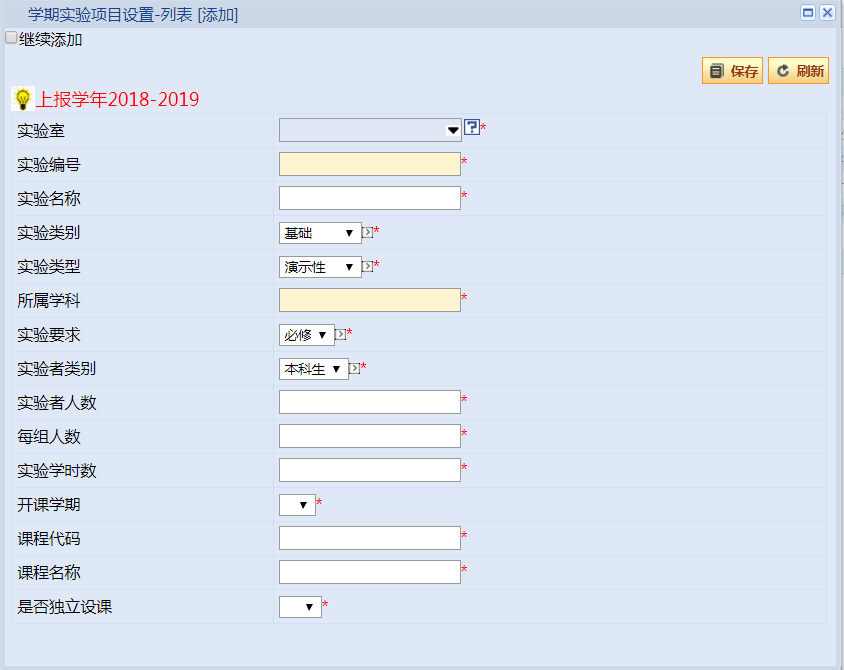 学期实验项目设置-列表 [添加]
继续添加
保存 刷新
上报学年2018-2019
实验室 ?*
实验编号 *
实验名称 *
实验类别 基础 *
实验类型 演示性 *
所属学科 *
实验要求 必修 *
实验者类别 本科生 *
实验者人数 *
每组人数 *
实验学时数 *
开课学期 *
课程代码 *
课程名称 *
是否独立设课 *